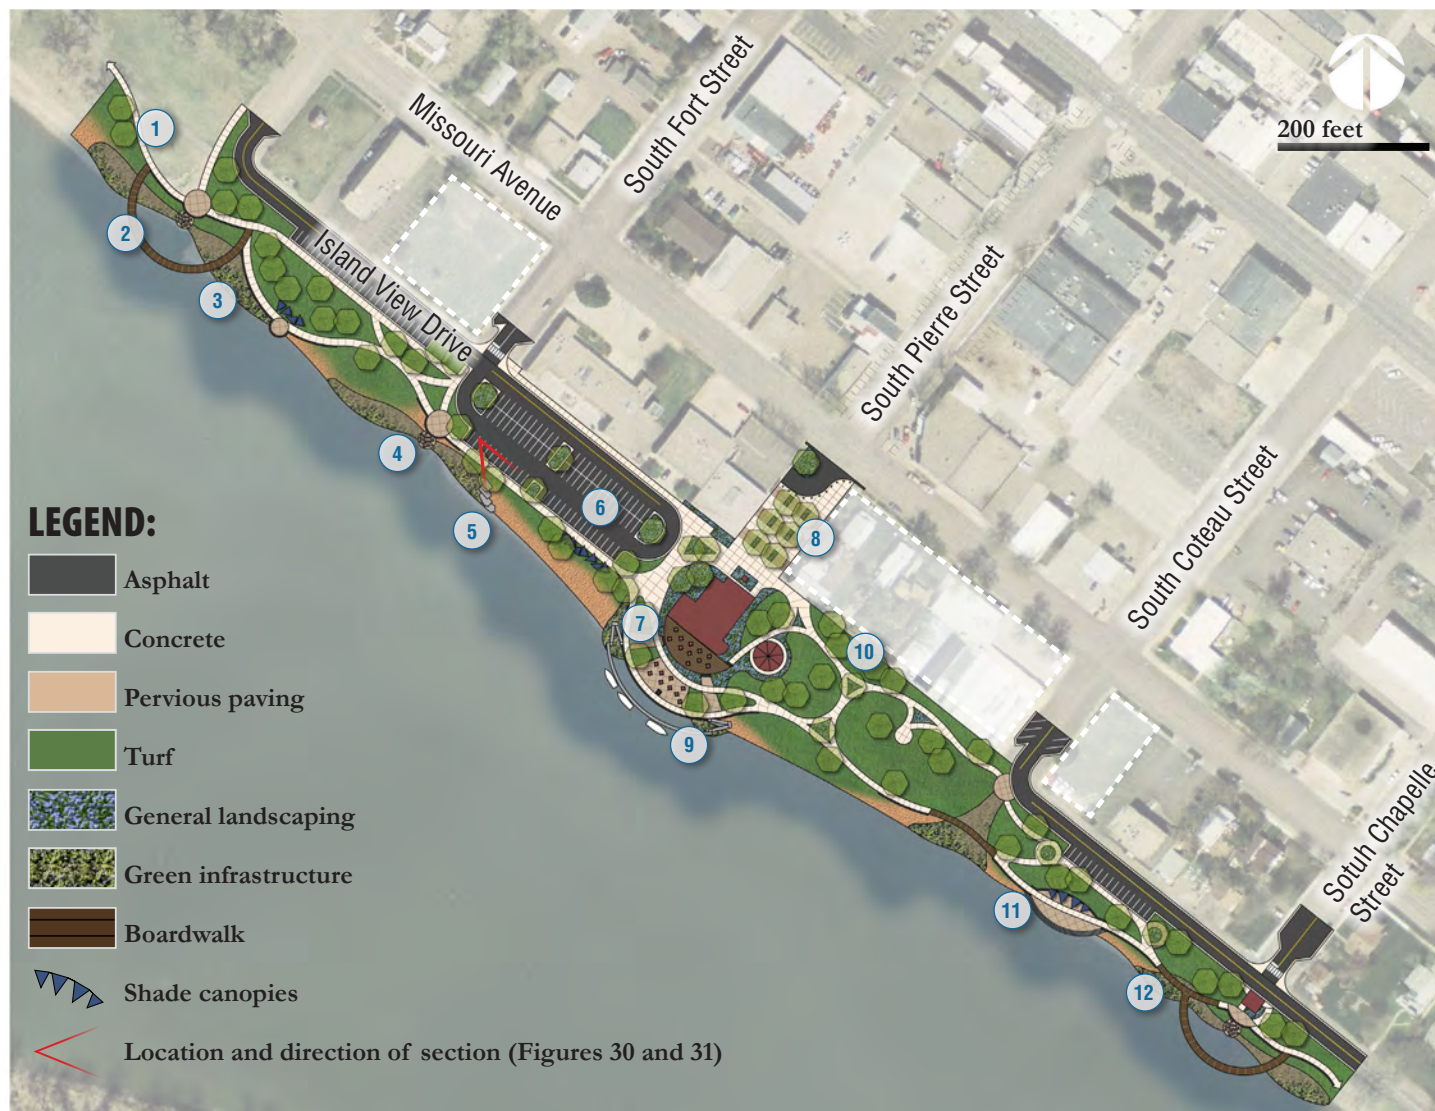 200 feet
South Fort Street
Missouri Avenue
South Pierre Street
Island View Drive
South Coteau Street
Sotuh Chapelle
Street
1
2
3
4
5
6
7
8
9
10
11
12
LEGEND:
Asphalt
Concrete
Pervious paving
Turf
General landscaping
Green infrastructure
Boardwalk
Shade canopies
Location and direction of section (Figures 30 and 31)